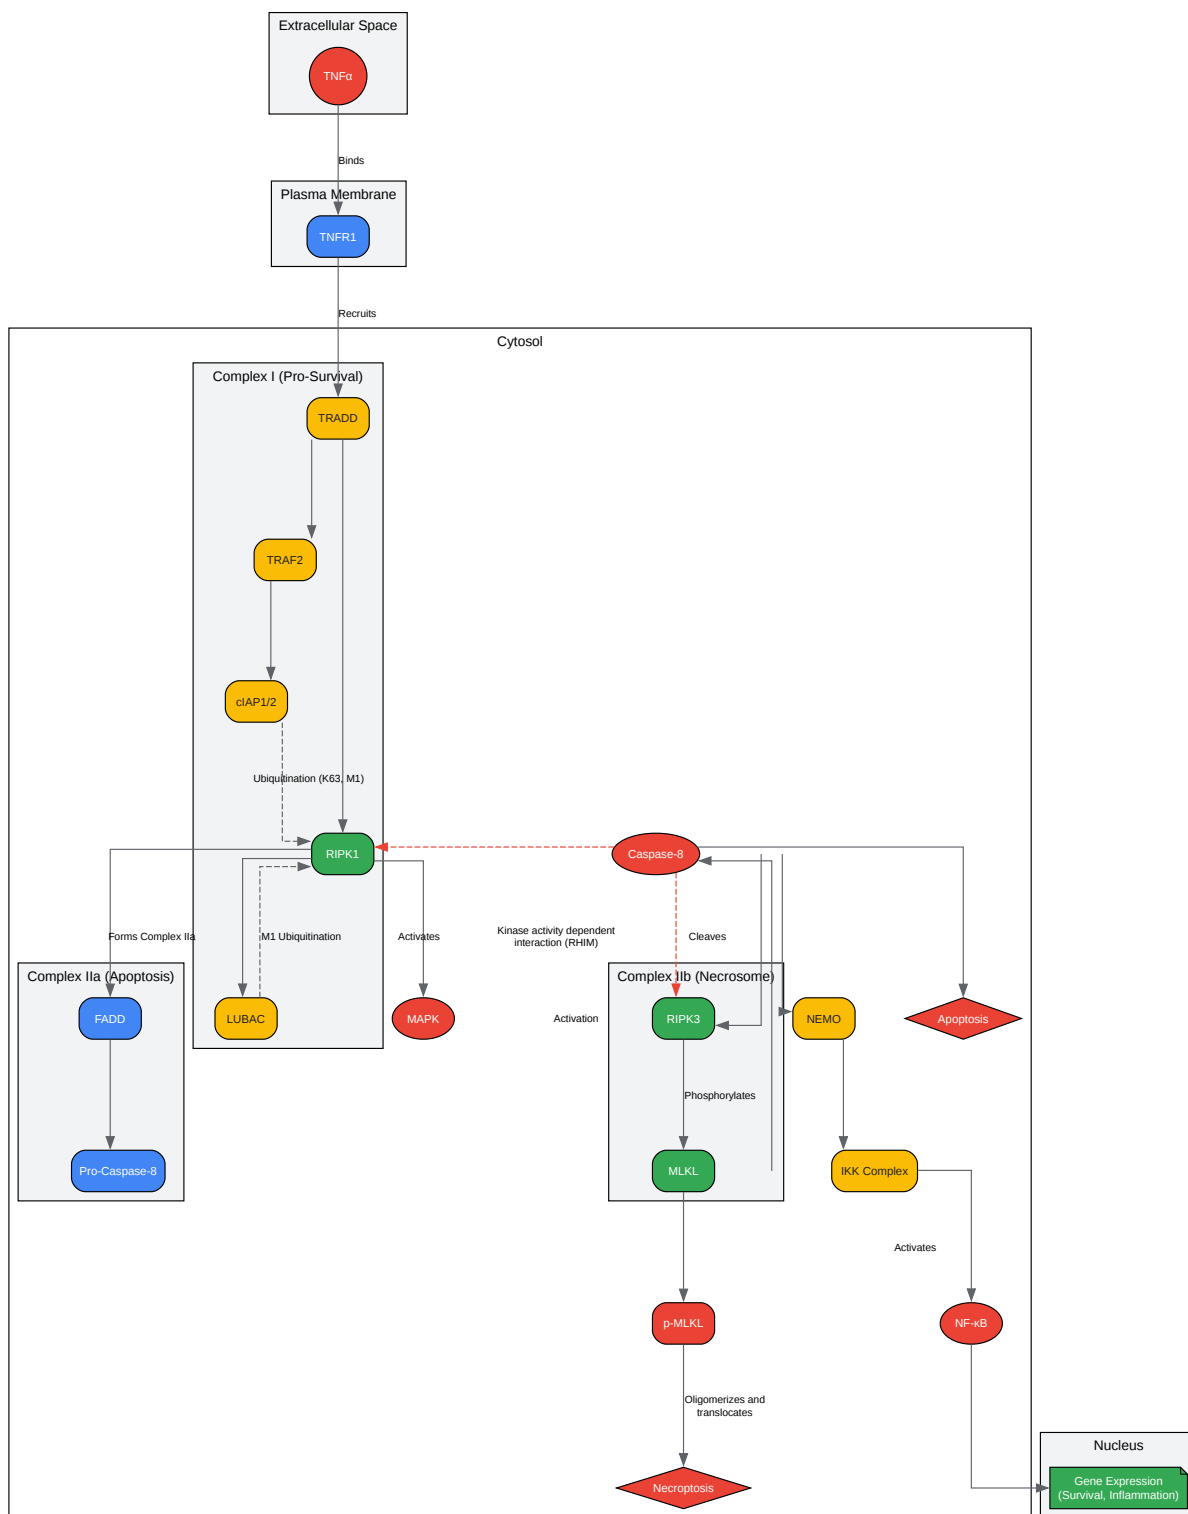 Extracellular Space
TNFα
Binds
Plasma Membrane
TNFR1
Recruits
Cytosol
Complex I (Pro-Survival)
TRADD
TRAF2
cIAP1/2
Ubiquitination (K63, M1)
RIPK1
Caspase-8
Forms Complex IIa
M1 Ubiquitination
Activates
Kinase activity dependent
interaction (RHIM)
Cleaves
Complex IIa (Apoptosis)
Complex IIb (Necrosome)
FADD
LUBAC
MAPK
Activation
RIPK3
NEMO
Apoptosis
Phosphorylates
Pro-Caspase-8
MLKL
IKK Complex
Activates
p-MLKL
NF-κB
Oligomerizes and
translocates
Nucleus
Necroptosis
Gene Expression
(Survival, Inflammation)